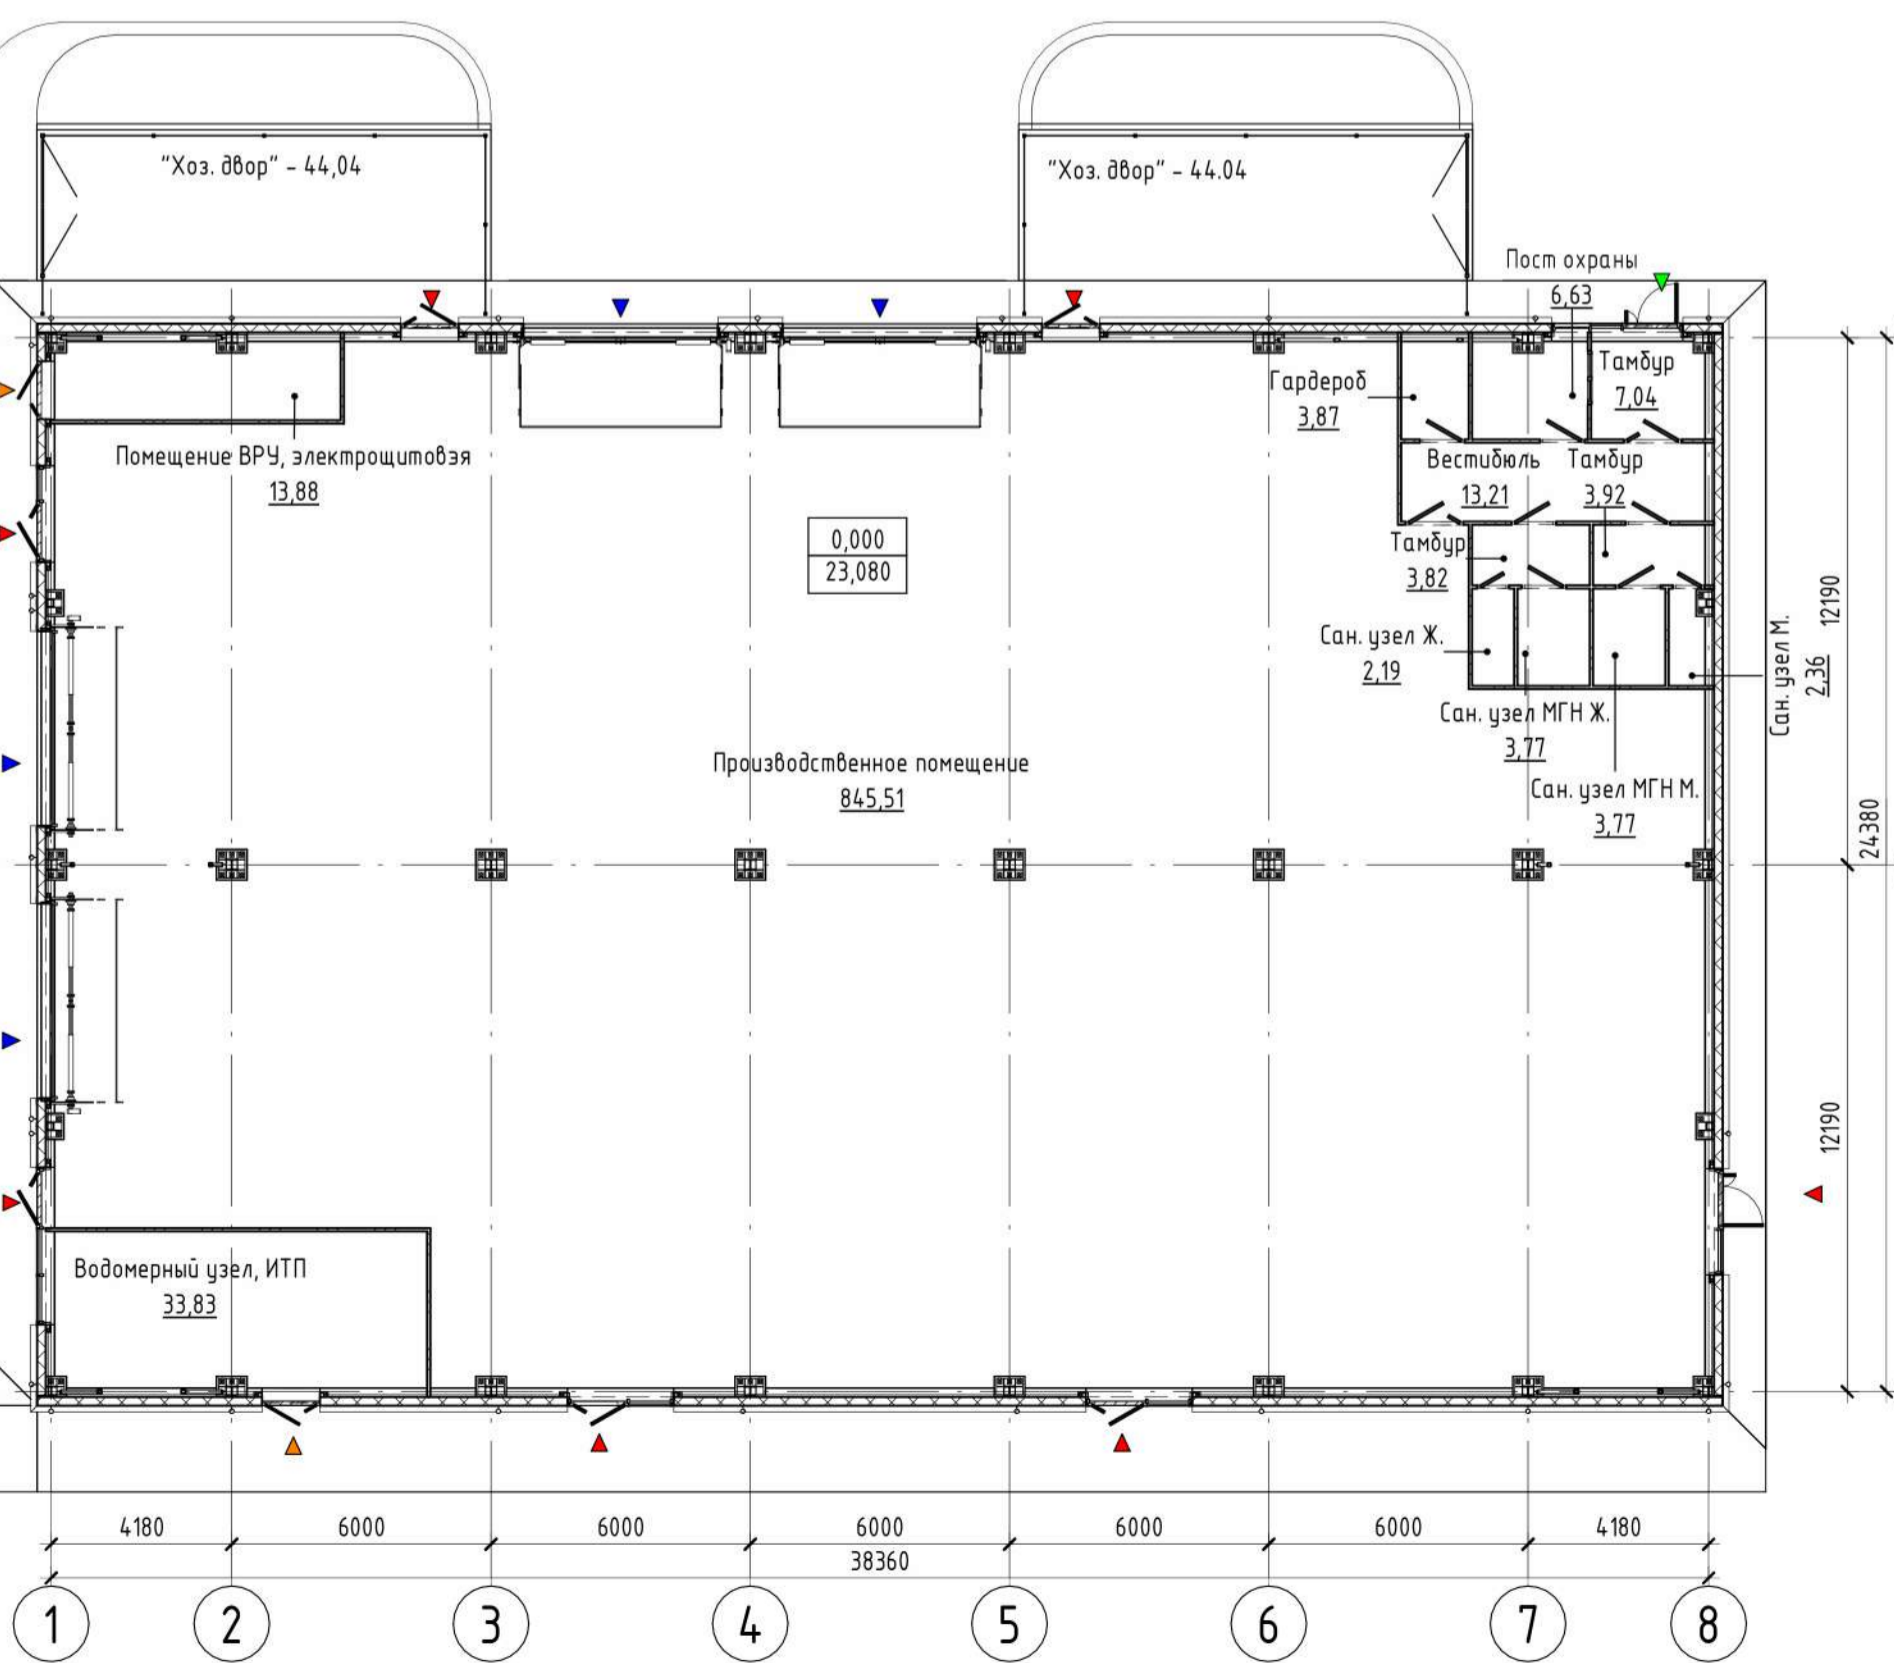 "Хоз. двор" - 44,04
"Хоз. двор" - 44.04
Пост охраны
6,63
Тамбур
7,04
Гардероб
3,87
Помещение ВРУ, электрощитовзя
13,88
Вестибюль
13,21
Тамбур
3,92
0,000
23,080
Тамбур
3,82
12190
Сан. узел Ж.
2,19
Сан. узел М.
2,36
Сан. узел МГН Ж.
3,77
Производственное помещение
845,51
Сан. узел МГН М.
3,77
24380
12190
Водомерный узел, ИТП
33,83
4180
6000
6000
6000
6000
6000
4180
38360
1
2
3
4
5
6
7
8